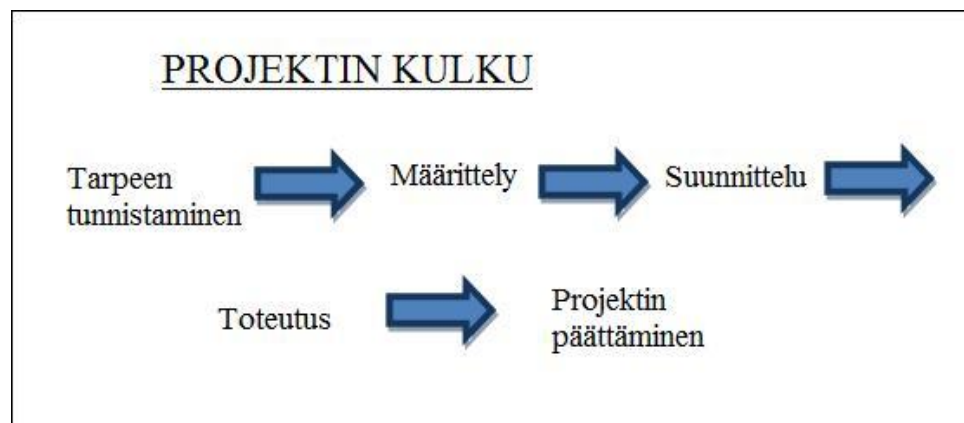 PROJEKTIN KULKU
Tarpeen
tunnistaminen
Määrittely
Suunnittelu
Toteutus
Projektin
päättäminen